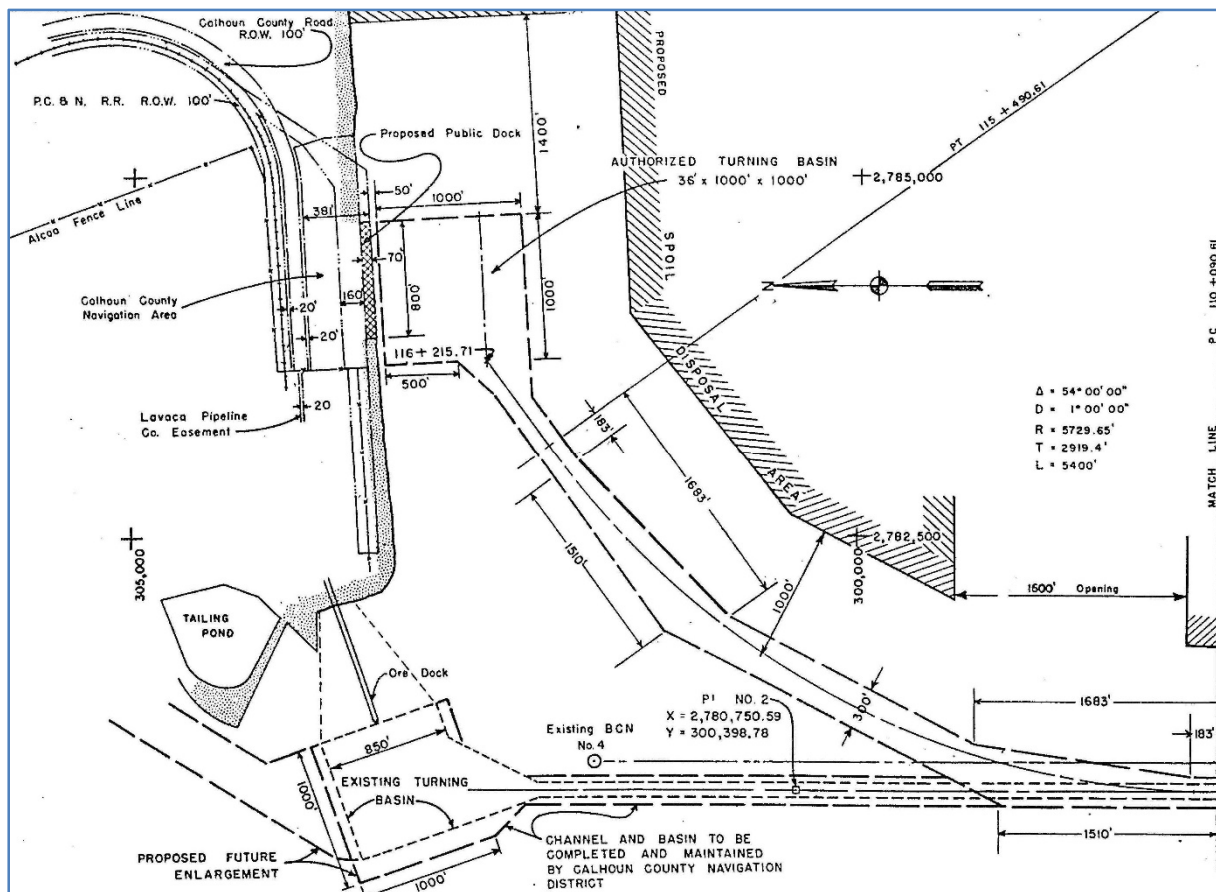 Calhoun County Road
R.O.W. 100'
P.C. & N. R.R. R.O.W. 100'
Proposed Public Dock
1400'
PROPOSED
SPOIL
DISPOSAL
AREA
PT 115 + 490.61
AUTHORIZED TURNING BASIN
36' x 1000' x 1000'
2,785,000
Alcoa Fence Line
50'
381'
1000'
70'
800'
1000'
160'
Calhoun County
Navigation Area
20'
20'
116 + 215.71
500'
20
Lavaca Pipeline
Co. Easement
N
Δ = 54° 00' 00"
D = 1° 00' 00"
R = 5729.65'
T = 2919.4'
L = 5400'
MATCH LINE P.C. 110 + 090.61
183'
1683'
1510'
2,782,500
300,000
305,000
1000'
1500' Opening
TAILING
POND
Ore Dock
PI NO. 2
X = 2,780,750.59
Y = 300,398.78
300'
1683'
183'
Existing BCN
No. 4
850'
1000'
EXISTING TURNING
BASIN
1510'
PROPOSED FUTURE
ENLARGEMENT
1000'
CHANNEL AND BASIN TO BE
COMPLETED AND MAINTAINED
BY CALHOUN COUNTY NAVIGATION
DISTRICT